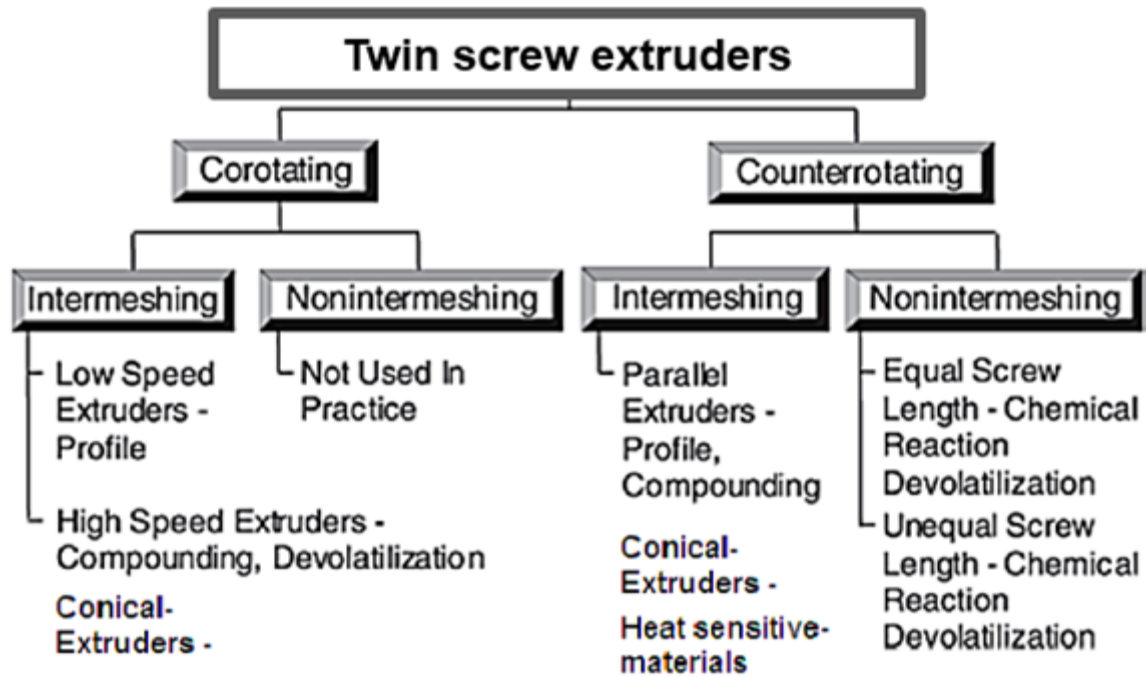 Twin screw extruders
Corotating
Counterrotating
Intermeshing
Nonintermeshing
Intermeshing
Nonintermeshing
Low Speed
Extruders -
Profile
High Speed Extruders -
Compounding, Devolatilization
Conical-
Extruders -
Not Used In
Practice
Parallel
Extruders -
Profile,
Compounding
Conical-
Extruders -
Heat sensitive-
materials
Equal Screw
Length - Chemical
Reaction
Devolatilization
Unequal Screw
Length - Chemical
Reaction
Devolatilization